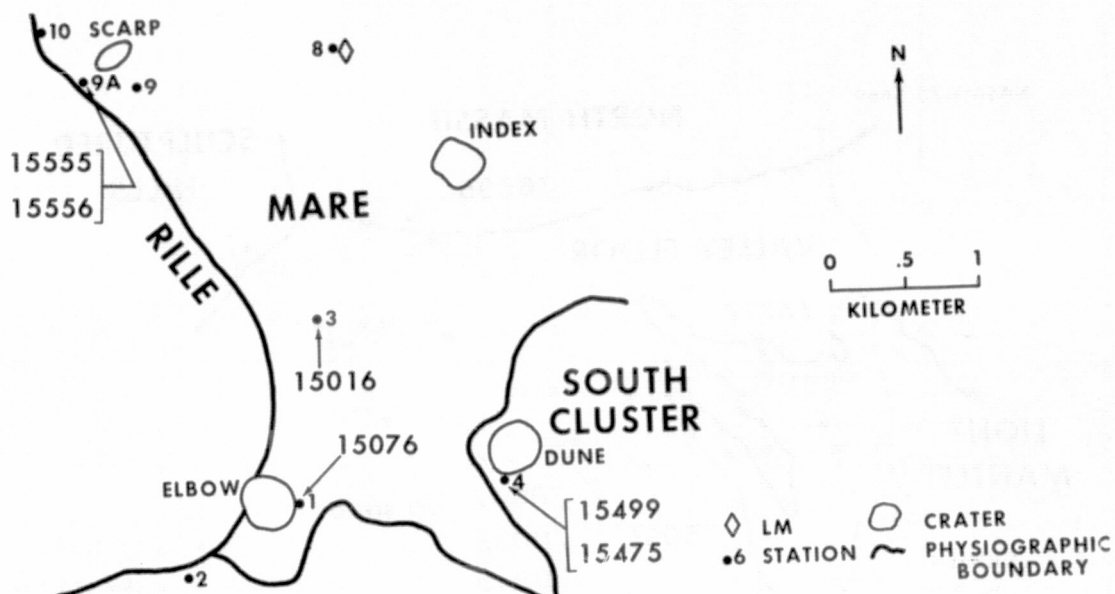 10
SCARP
8
N
9A
9
INDEX
15555
15556
MARE
RILLE
0 .5 1
KILOMETER
3
15016
SOUTH
CLUSTER
15076
DUNE
ELBOW
1
4
15499
15475
LM
CRATER
6 STATION
PHYSIOGRAPHIC
BOUNDARY
2